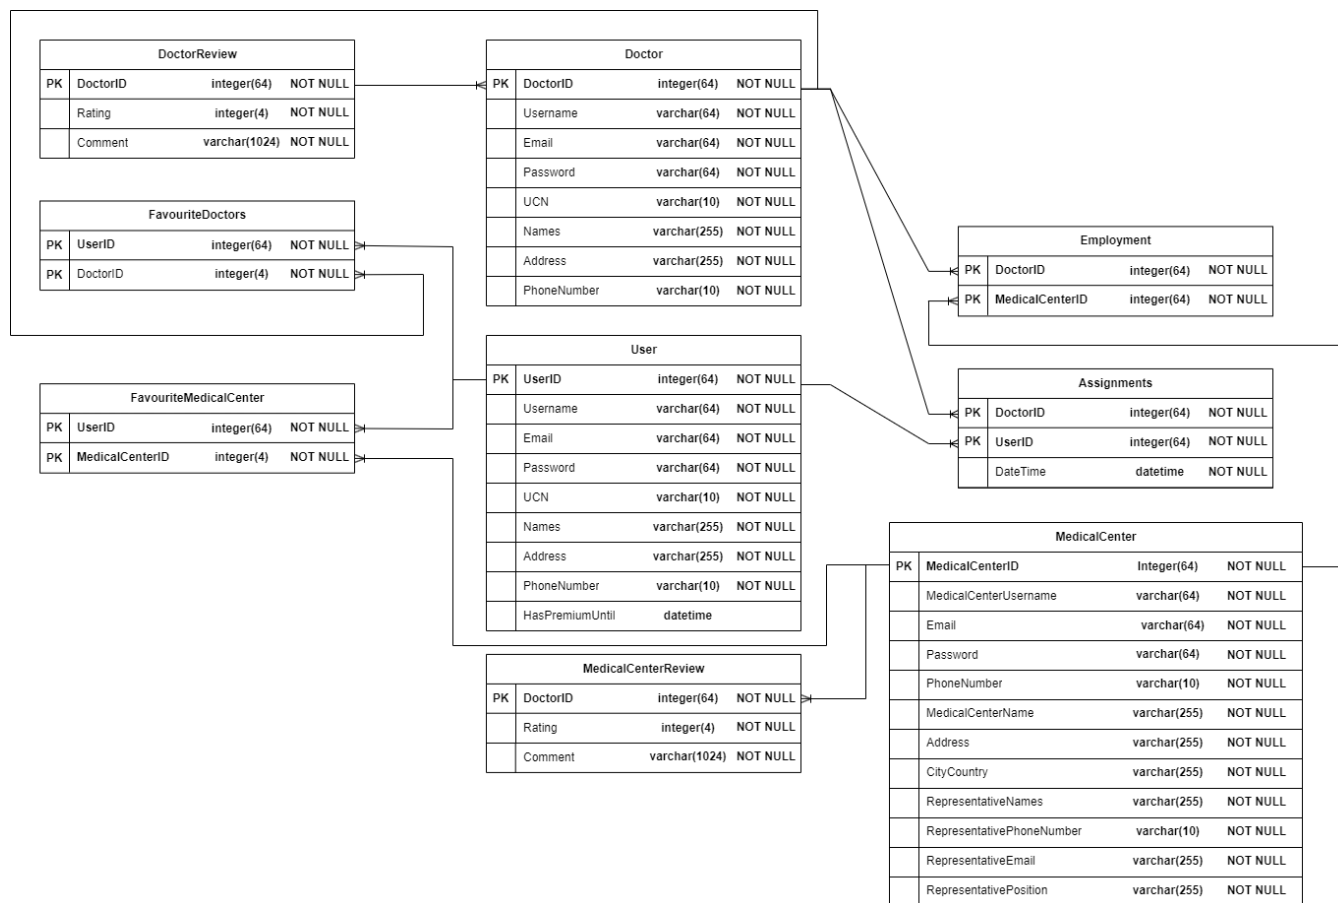 DoctorReview
PK DoctorID integer(64) NOT NULL
Rating integer(4) NOT NULL
Comment varchar(1024) NOT NULL
FavouriteDoctors
PK UserID integer(64) NOT NULL
PK DoctorID integer(4) NOT NULL
FavouriteMedicalCenter
PK UserID integer(64) NOT NULL
PK MedicalCenterID integer(4) NOT NULL
Doctor
PK DoctorID integer(64) NOT NULL
Username varchar(64) NOT NULL
Email varchar(64) NOT NULL
Password varchar(64) NOT NULL
UCN varchar(10) NOT NULL
Names varchar(255) NOT NULL
Address varchar(255) NOT NULL
PhoneNumber varchar(10) NOT NULL
User
PK UserID integer(64) NOT NULL
Username varchar(64) NOT NULL
Email varchar(64) NOT NULL
Password varchar(64) NOT NULL
UCN varchar(10) NOT NULL
Names varchar(255) NOT NULL
Address varchar(255) NOT NULL
PhoneNumber varchar(10) NOT NULL
HasPremiumUntil datetime
MedicalCenterReview
PK DoctorID integer(64) NOT NULL
Rating integer(4) NOT NULL
Comment varchar(1024) NOT NULL
Employment
PK DoctorID integer(64) NOT NULL
PK MedicalCenterID integer(64) NOT NULL
Assignments
PK DoctorID integer(64) NOT NULL
PK UserID integer(64) NOT NULL
DateTime datetime NOT NULL
MedicalCenter
PK MedicalCenterID Integer(64) NOT NULL
MedicalCenterUsername varchar(64) NOT NULL
Email varchar(64) NOT NULL
Password varchar(64) NOT NULL
PhoneNumber varchar(10) NOT NULL
MedicalCenterName varchar(255) NOT NULL
Address varchar(255) NOT NULL
CityCountry varchar(255) NOT NULL
RepresentativeNames varchar(255) NOT NULL
RepresentativePhoneNumber varchar(10) NOT NULL
RepresentativeEmail varchar(255) NOT NULL
RepresentativePosition varchar(255) NOT NULL